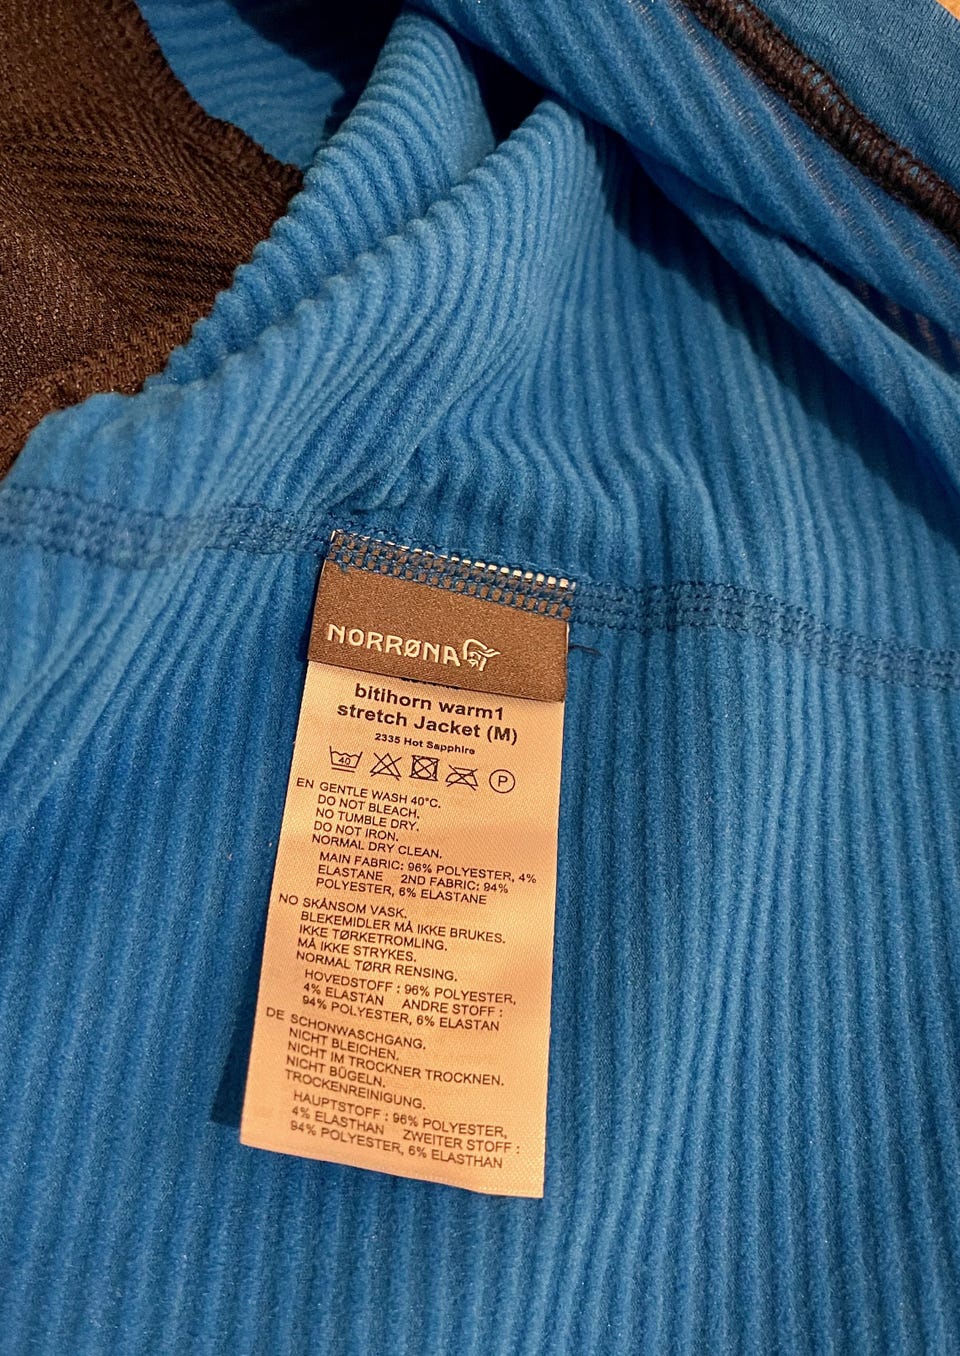 NORRØNA
bitihorn warm1
stretch Jacket (M)
2335 Hot Sapphire
40 P
EN GENTLE WASH 40°C.
DO NOT BLEACH.
NO TUMBLE DRY.
DO NOT IRON.
NORMAL DRY CLEAN.
MAIN FABRIC: 96% POLYESTER, 4%
ELASTANE 2ND FABRIC: 94%
POLYESTER, 6% ELASTANE
NO SKÅNSOM VASK.
BLEKEMIDLER MÅ IKKE BRUKES.
IKKE TØRKETROMLING.
MÅ IKKE STRYKES.
NORMAL TØRR RENSING.
HOVEDSTOFF : 96% POLYESTER,
4% ELASTAN ANDRE STOFF :
94% POLYESTER, 6% ELASTAN
DE SCHONWASCHGANG.
NICHT BLEICHEN.
NICHT IM TROCKNER TROCKNEN.
NICHT BÜGELN.
TROCKENREINIGUNG.
HAUPTSTOFF : 96% POLYESTER,
4% ELASTHAN ZWEITER STOFF :
94% POLYESTER, 6% ELASTHAN